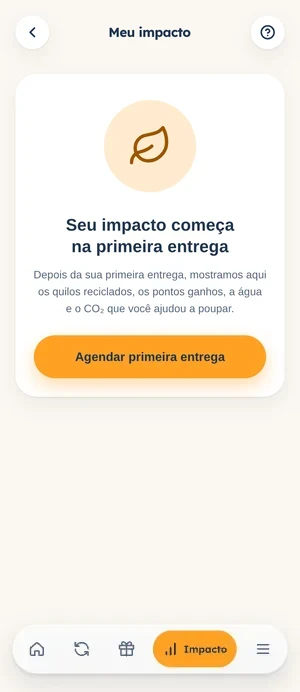 Meu impacto
Seu impacto começa
na primeira entrega
Depois da sua primeira entrega, mostramos aqui
os quilos reciclados, os pontos ganhos, a água
e o CO₂ que você ajudou a poupar.
Agendar primeira entrega
Impacto